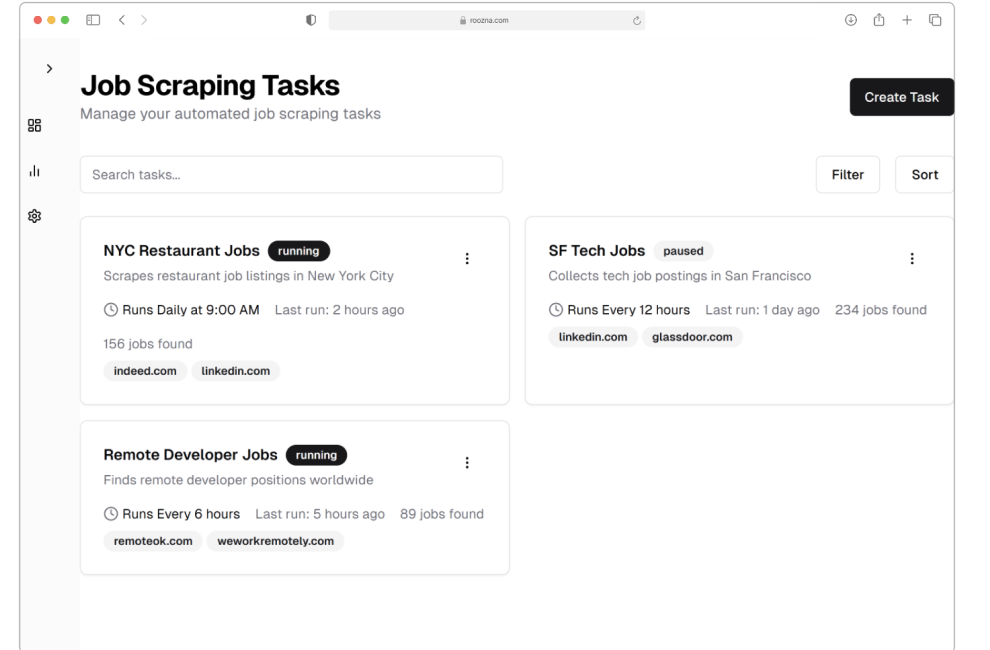 roozna.com
Job Scraping Tasks
Manage your automated job scraping tasks
Create Task
Search tasks...
Filter
Sort
NYC Restaurant Jobs running
Scrapes restaurant job listings in New York City
Runs Daily at 9:00 AM Last run: 2 hours ago
156 jobs found
indeed.com linkedin.com
SF Tech Jobs paused
Collects tech job postings in San Francisco
Runs Every 12 hours Last run: 1 day ago 234 jobs found
linkedin.com glassdoor.com
Remote Developer Jobs running
Finds remote developer positions worldwide
Runs Every 6 hours Last run: 5 hours ago 89 jobs found
remoteok.com weworkremotely.com